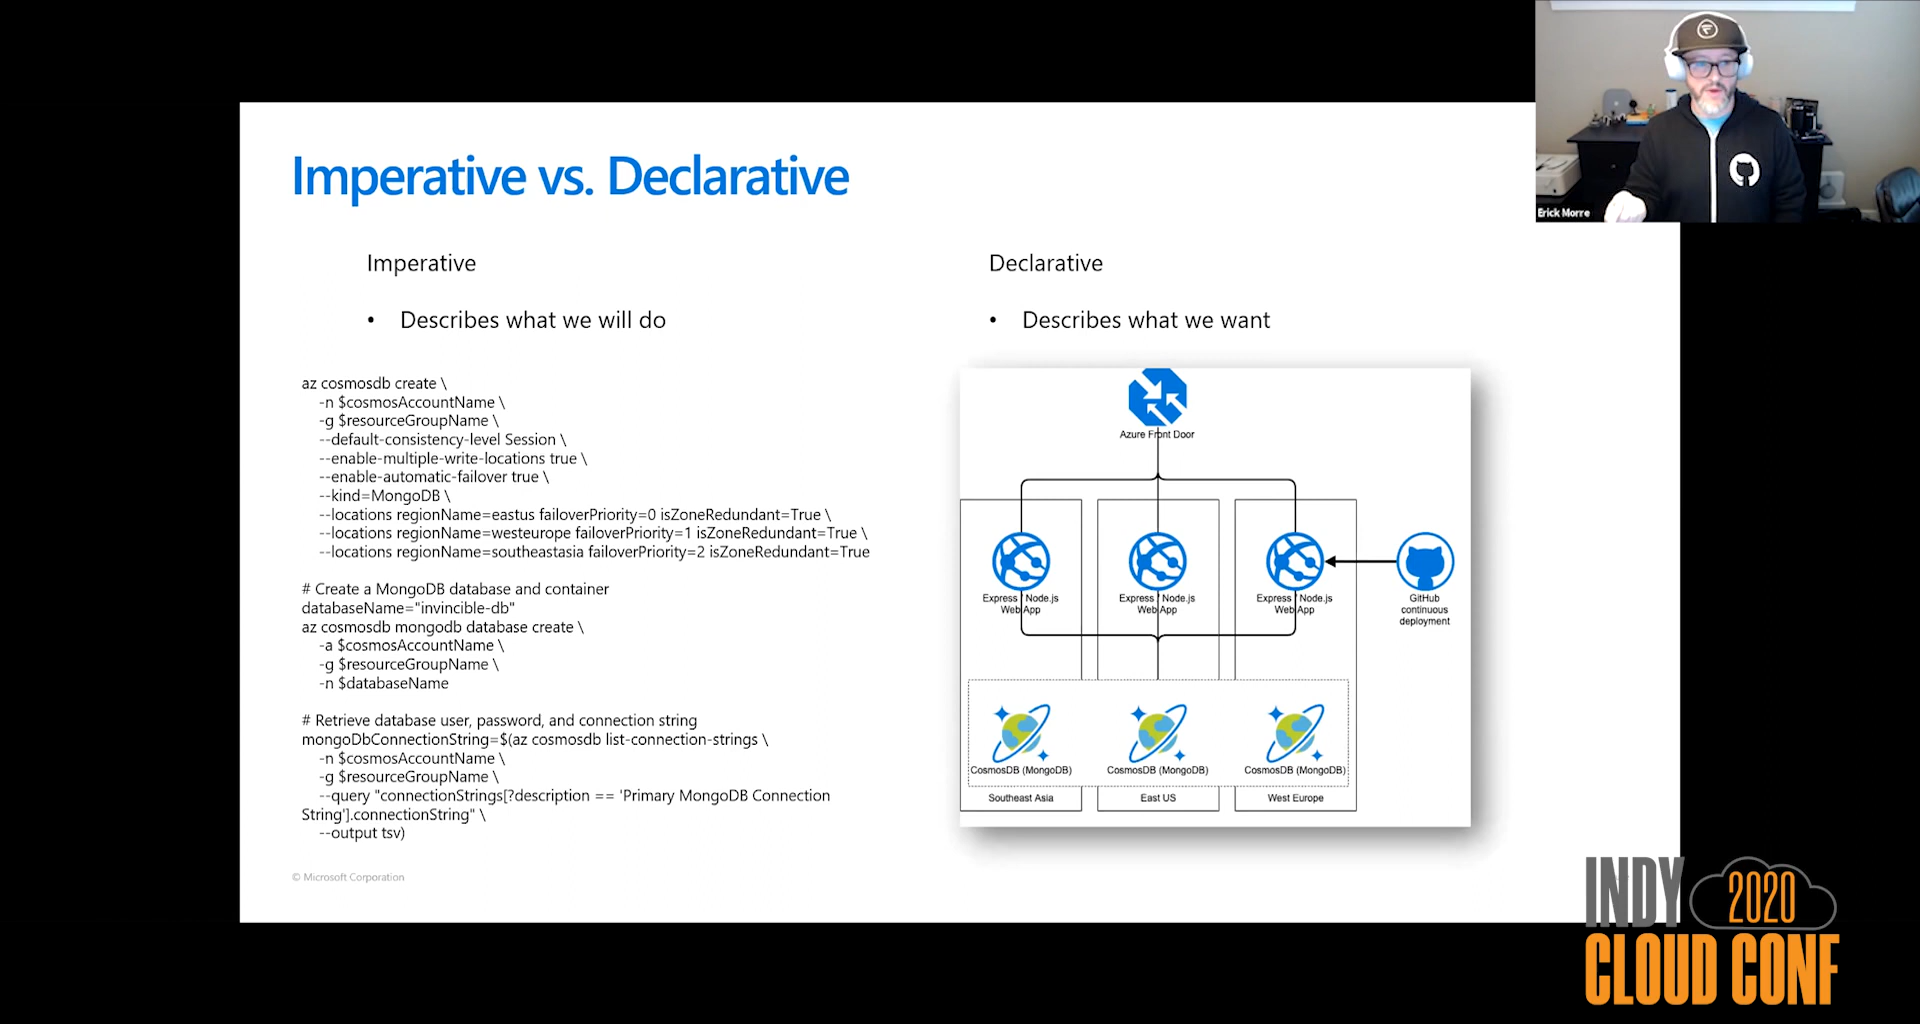 Imperative vs. Declarative
Imperative
• Describes what we will do
az cosmosdb create \
-n $cosmosAccountName \
-g $resourceGroupName \
--default-consistency-level Session \
--enable-multiple-write-locations true \
--enable-automatic-failover true \
--kind=MongoDB \
--locations regionName=eastus failoverPriority=0 isZoneRedundant=True \
--locations regionName=westeurope failoverPriority=1 isZoneRedundant=True \
--locations regionName=southeastasia failoverPriority=2 isZoneRedundant=True
# Create a MongoDB database and container
databaseName="invincible-db"
az cosmosdb mongodb database create \
-a $cosmosAccountName \
-g $resourceGroupName \
-n $databaseName
# Retrieve database user, password, and connection string
mongoDbConnectionString=$(az cosmosdb list-connection-strings \
-n $cosmosAccountName \
-g $resourceGroupName \
--query "connectionStrings[?description == 'Primary MongoDB Connection
String'].connectionString" \
--output tsv)
© Microsoft Corporation
Declarative
• Describes what we want
Azure Front Door
Express / Node.js
Web App
Express / Node.js
Web App
Express / Node.js
Web App
GitHub
continuous
deployment
CosmosDB (MongoDB)
CosmosDB (MongoDB)
CosmosDB (MongoDB)
Southeast Asia
East US
West Europe
Erick Morre
INDY 2020
CLOUD CONF